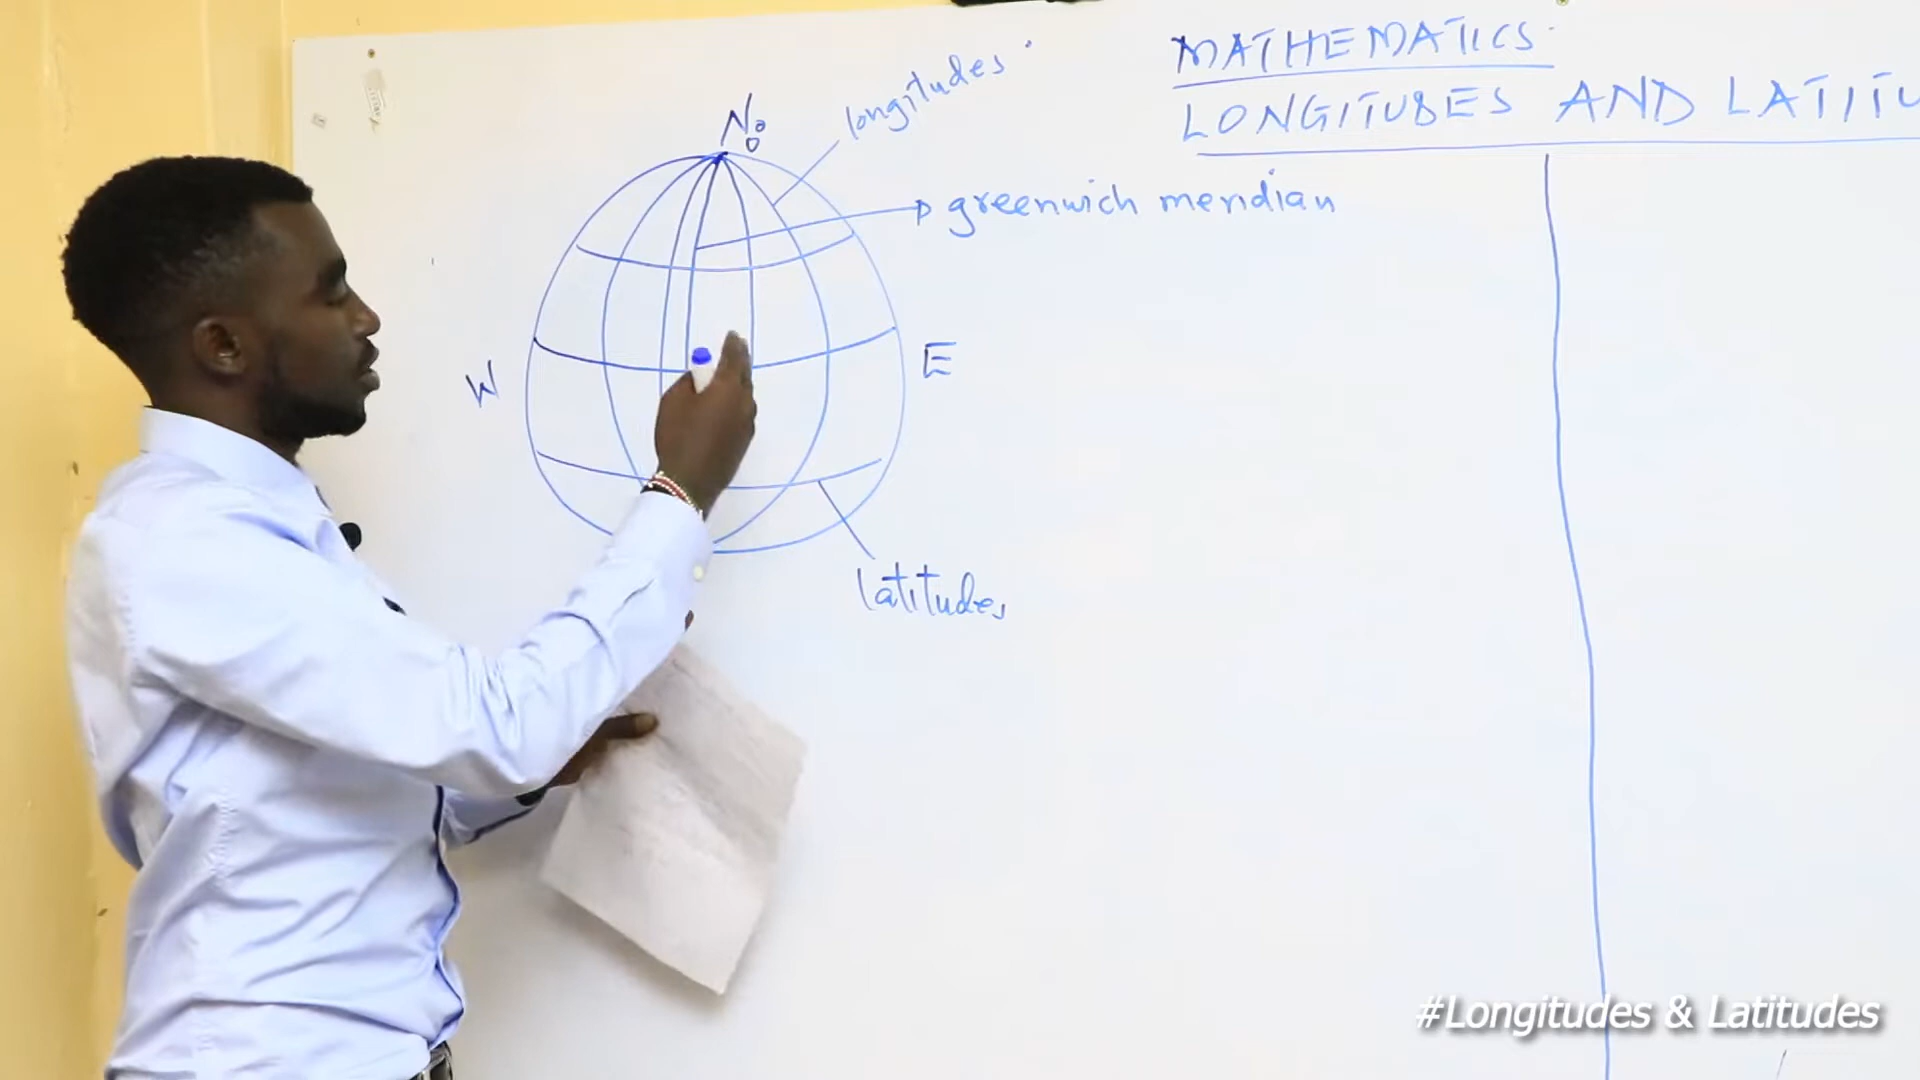 MATHEMATICS
LONGITUDES AND LATITU
longitudes
N
greenwich meridian
W
E
latitudes
#Longitudes & Latitudes